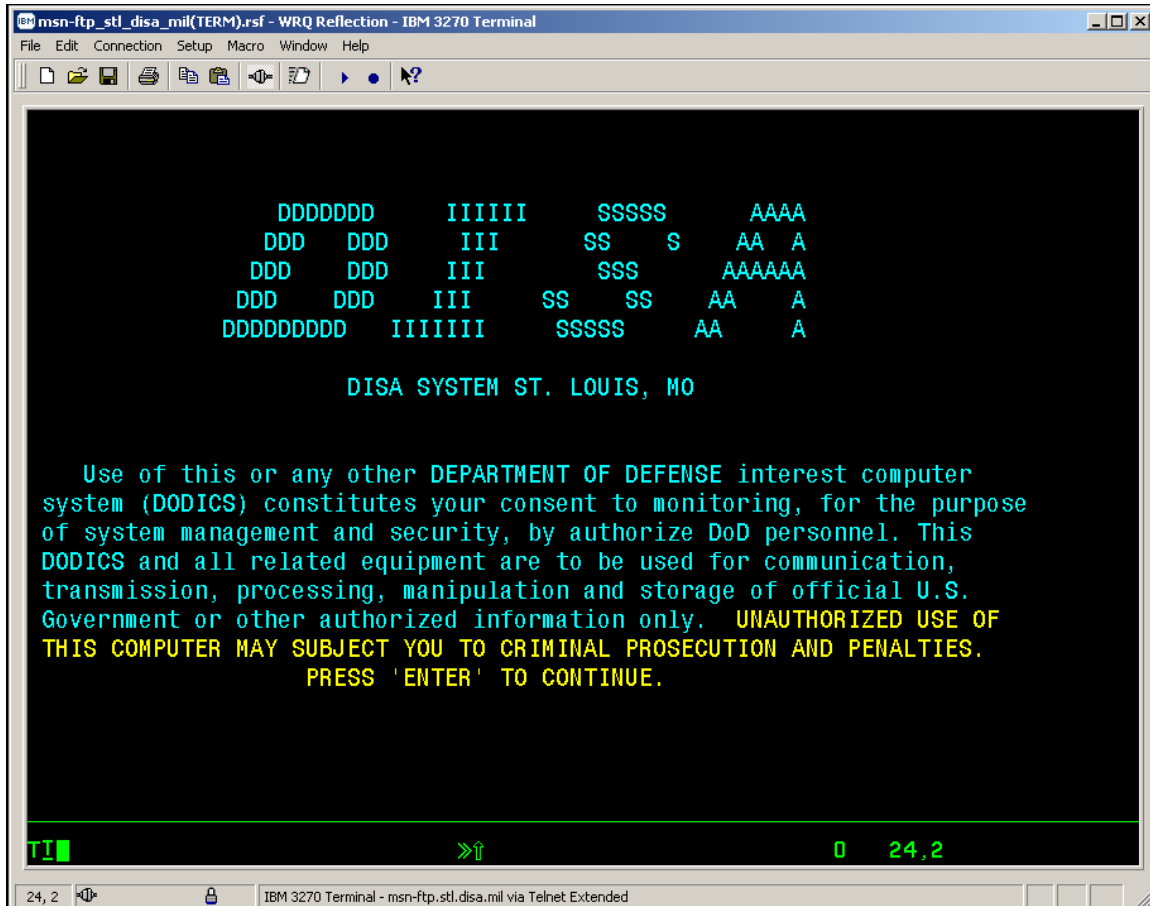 msn-ftp_stl_disa_mil(TERM).rsf - WRQ Reflection - IBM 3270 Terminal
File Edit Connection Setup Macro Window Help
DDDDDDD IIIIII SSSSS AAAA
DDD DDD III SS S AA A
DDD DDD III SSS AAAAAA
DDD DDD III SS SS AA A
DDDDDDDDD IIIIIII SSSSS AA A
DISA SYSTEM ST. LOUIS, MO
Use of this or any other DEPARTMENT OF DEFENSE interest computer
system (DODICS) constitutes your consent to monitoring, for the purpose
of system management and security, by authorize DoD personnel. This
DODICS and all related equipment are to be used for communication,
transmission, processing, manipulation and storage of official U.S.
Government or other authorized information only. UNAUTHORIZED USE OF
THIS COMPUTER MAY SUBJECT YOU TO CRIMINAL PROSECUTION AND PENALTIES.
PRESS 'ENTER' TO CONTINUE.
TI 0 24,2
24, 2 IBM 3270 Terminal - msn-ftp.stl.disa.mil via Telnet Extended